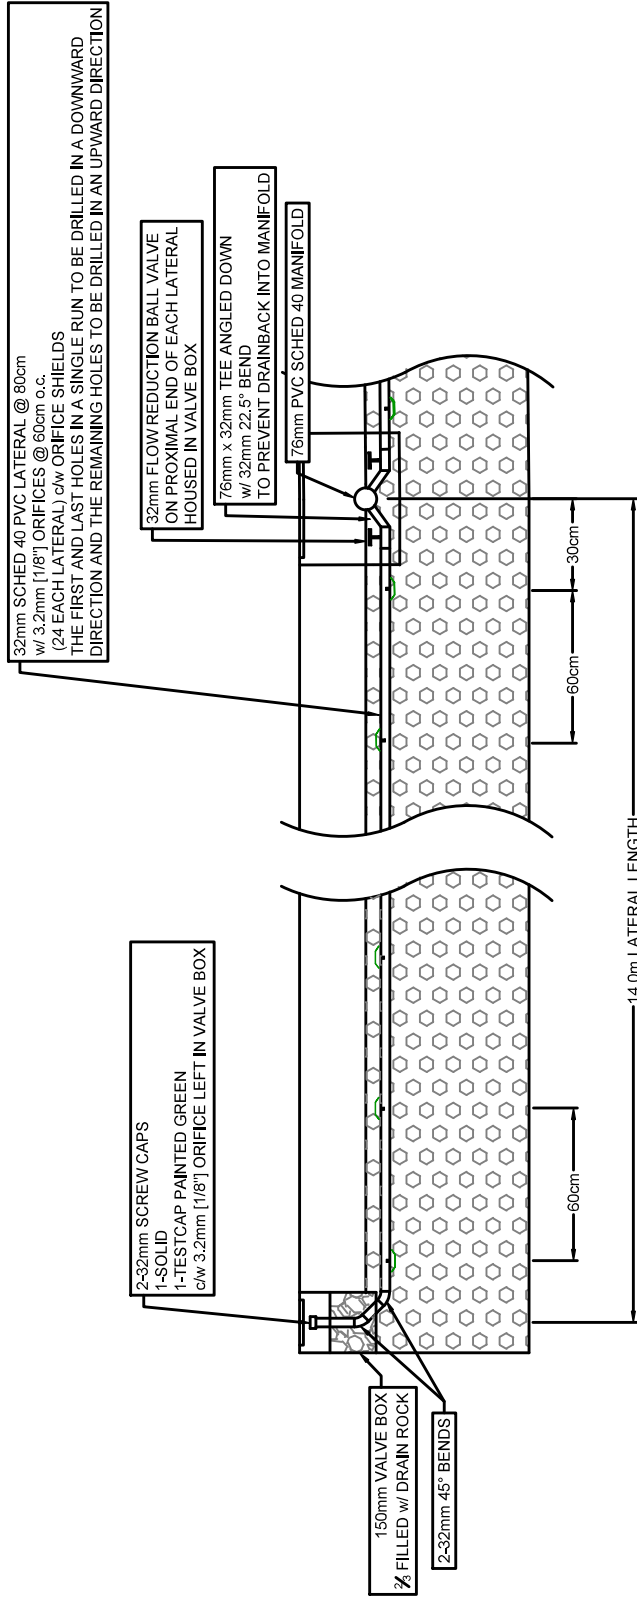 32mm SCHED 40 PVC LATERAL @ 80cm
w/ 3.2mm [1/8"] ORIFICES @ 60cm o.c.
(24 EACH LATERAL) c/w ORIFICE SHIELDS
THE FIRST AND LAST HOLES IN A SINGLE RUN TO BE DRILLED IN A DOWNWARD
DIRECTION AND THE REMAINING HOLES TO BE DRILLED IN AN UPWARD DIRECTION
32mm FLOW REDUCTION BALL VALVE
ON PROXIMAL END OF EACH LATERAL
HOUSED IN VALVE BOX
76mm x 32mm TEE ANGLED DOWN
w/ 32mm 22.5° BEND
TO PREVENT DRAINBACK INTO MANIFOLD
76mm PVC SCHED 40 MANIFOLD
2-32mm SCREW CAPS
1-SOLID
1-TESTCAP PAINTED GREEN
c/w 3.2mm [1/8"] ORIFICE LEFT IN VALVE BOX
150mm VALVE BOX
⅔ FILLED w/ DRAIN ROCK
2-32mm 45° BENDS
60cm
60cm
30cm
14.0m LATERAL LENGTH